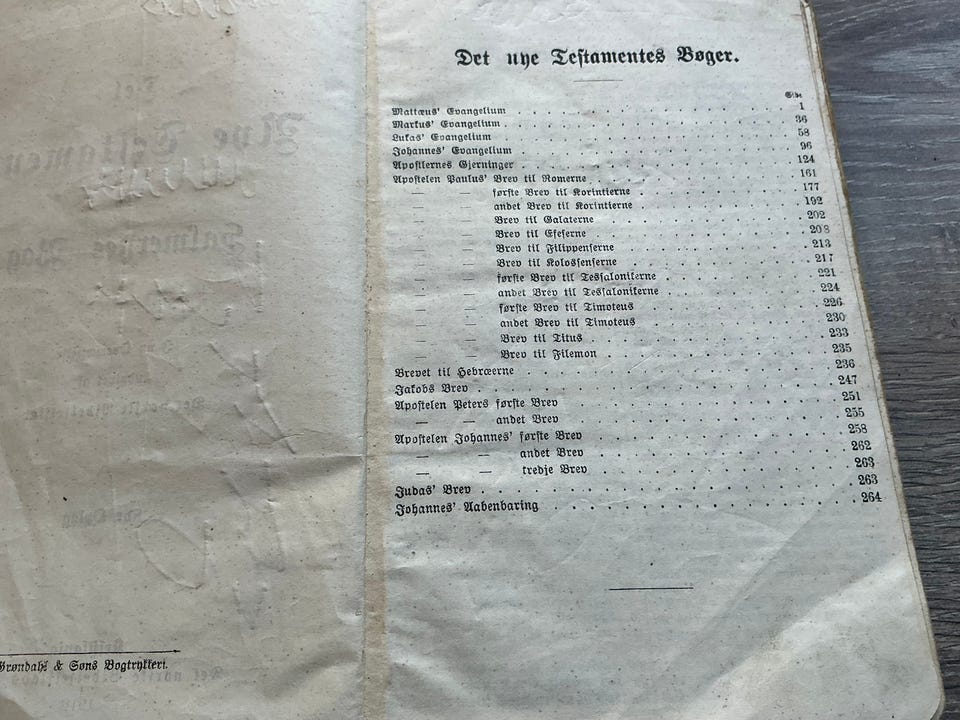 Grøndahl & Søns Bogtrykkeri.
Det nye Testamentes Bøger.
Side
Mattæus' Evangelium . . . 1
Markus' Evangelium . . . 36
Lukas' Evangelium . . . 58
Johannes' Evangelium . . . 96
Apostlernes Gjerninger . . . 124
Apostelen Paulus' Brev til Romerne . . . 161
— — første Brev til Korintierne . . . 177
— — andet Brev til Korintierne . . . 192
— — Brev til Galaterne . . . 202
— — Brev til Efeserne . . . 208
— — Brev til Filippenserne . . . 213
— — Brev til Kolossenserne . . . 217
— — første Brev til Tessalonikerne . . . 221
— — andet Brev til Tessalonikerne . . . 224
— — første Brev til Timoteus . . . 226
— — andet Brev til Timoteus . . . 230
— — Brev til Titus . . . 233
— — Brev til Filemon . . . 235
Brevet til Hebræerne . . . 236
Jakobs Brev . . . 247
Apostelen Peters første Brev . . . 251
— — andet Brev . . . 255
Apostelen Johannes' første Brev . . . 258
— — andet Brev . . . 262
— — tredje Brev . . . 263
Judas' Brev . . . 263
Johannes' Aabenbaring . . . 264